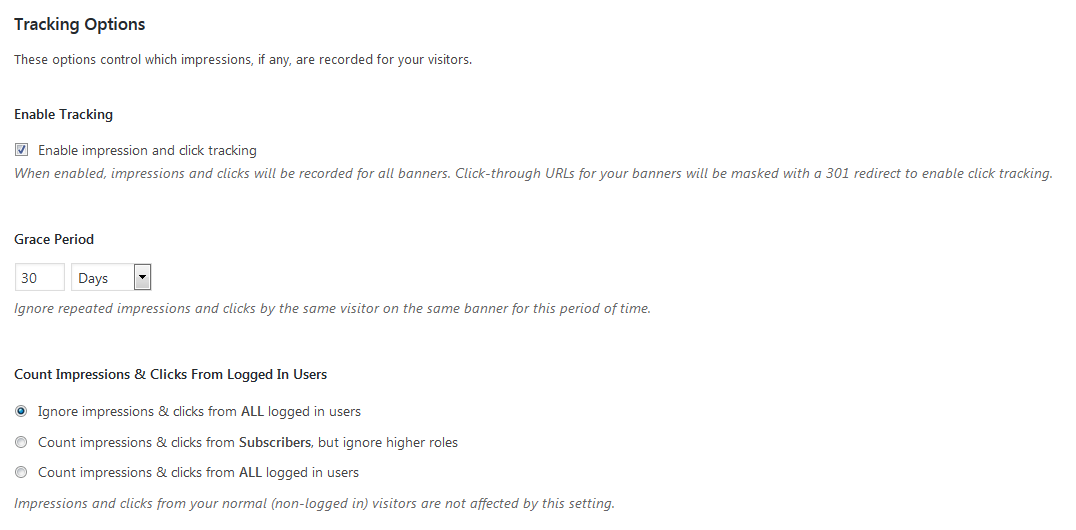 Tracking Options
These options control which impressions, if any, are recorded for your visitors.
Enable Tracking
Enable impression and click tracking
When enabled, impressions and clicks will be recorded for all banners. Click-through URLs for your banners will be masked with a 301 redirect to enable click tracking.
Grace Period
30 Days
Ignore repeated impressions and clicks by the same visitor on the same banner for this period of time.
Count Impressions & Clicks From Logged In Users
Ignore impressions & clicks from ALL logged in users
Count impressions & clicks from Subscribers, but ignore higher roles
Count impressions & clicks from ALL logged in users
Impressions and clicks from your normal (non-logged in) visitors are not affected by this setting.